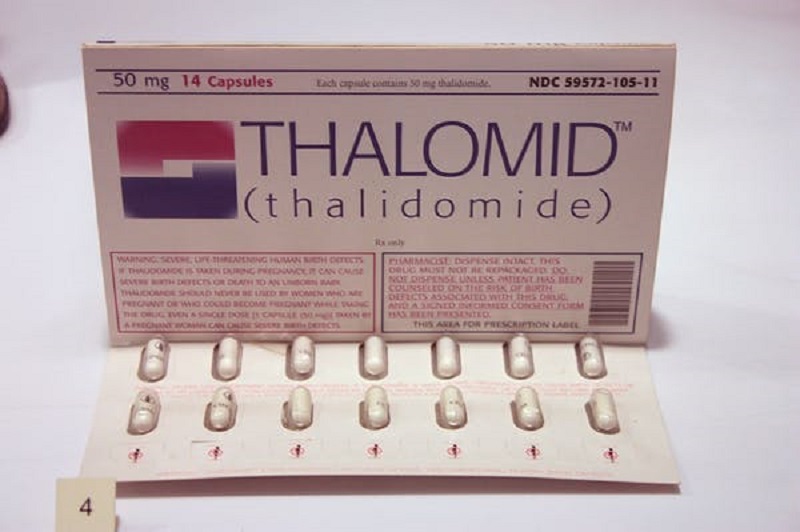 50 mg 14 Capsules
Each capsule contains 50 mg thalidomide.
NDC 59572-105-11
THALOMID™
(thalidomide)
Rx only
WARNING: SEVERE, LIFE-THREATENING HUMAN BIRTH DEFECTS.
IF THALIDOMIDE IS TAKEN DURING PREGNANCY, IT CAN CAUSE
SEVERE BIRTH DEFECTS OR DEATH TO AN UNBORN BABY.
THALIDOMIDE SHOULD NEVER BE USED BY WOMEN WHO ARE
PREGNANT OR WHO COULD BECOME PREGNANT WHILE TAKING
THE DRUG. EVEN A SINGLE DOSE [1 CAPSULE (50 mg)] TAKEN BY
A PREGNANT WOMAN CAN CAUSE SEVERE BIRTH DEFECTS.
PHARMACIST: DISPENSE INTACT. THIS
DRUG MUST NOT BE REPACKAGED. DO
NOT DISPENSE UNLESS PATIENT HAS BEEN
COUNSELED ON THE RISK OF BIRTH
DEFECTS ASSOCIATED WITH THIS DRUG,
AND A SIGNED INFORMED CONSENT FORM
HAS BEEN PRESENTED.
THIS AREA FOR PRESCRIPTION LABEL
4